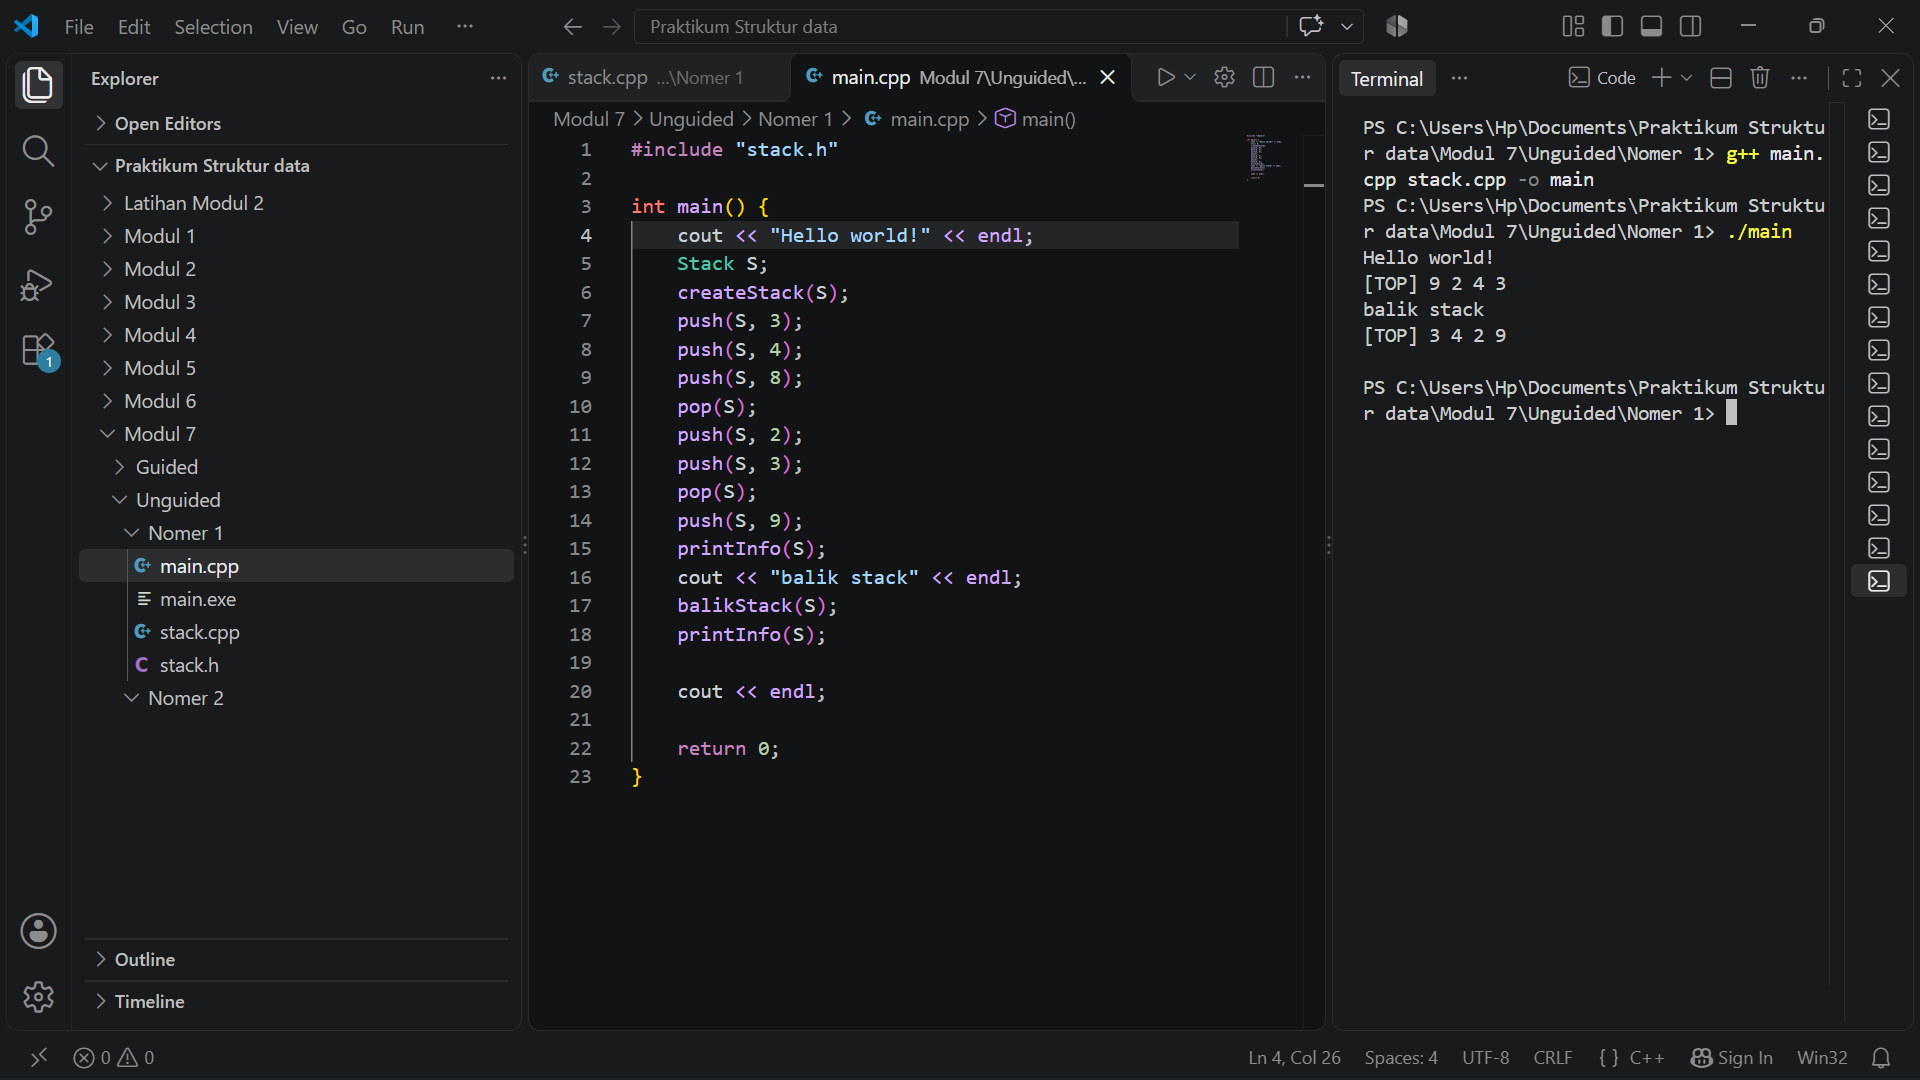 File Edit Selection View Go Run ···
Praktikum Struktur data
Explorer
Open Editors
Praktikum Struktur data
Latihan Modul 2
Modul 1
Modul 2
Modul 3
Modul 4
Modul 5
Modul 6
Modul 7
Guided
Unguided
Nomer 1
main.cpp
main.exe
stack.cpp
stack.h
Nomer 2
Outline
Timeline
1
stack.cpp ...\Nomer 1
main.cpp Modul 7\Unguided\...
Modul 7 > Unguided > Nomer 1 > main.cpp > main()
1 #include "stack.h"
2
3 int main() {
4 cout << "Hello world!" << endl;
5 Stack S;
6 createStack(S);
7 push(S, 3);
8 push(S, 4);
9 push(S, 8);
10 pop(S);
11 push(S, 2);
12 push(S, 3);
13 pop(S);
14 push(S, 9);
15 printInfo(S);
16 cout << "balik stack" << endl;
17 balikStack(S);
18 printInfo(S);
19
20 cout << endl;
21
22 return 0;
23 }
Terminal
Code
PS C:\Users\Hp\Documents\Praktikum Struktu
r data\Modul 7\Unguided\Nomer 1> g++ main.
cpp stack.cpp -o main
PS C:\Users\Hp\Documents\Praktikum Struktu
r data\Modul 7\Unguided\Nomer 1> ./main
Hello world!
[TOP] 9 2 4 3
balik stack
[TOP] 3 4 2 9
PS C:\Users\Hp\Documents\Praktikum Struktu
r data\Modul 7\Unguided\Nomer 1>
0 0
Ln 4, Col 26 Spaces: 4 UTF-8 CRLF { } C++ Sign In Win32